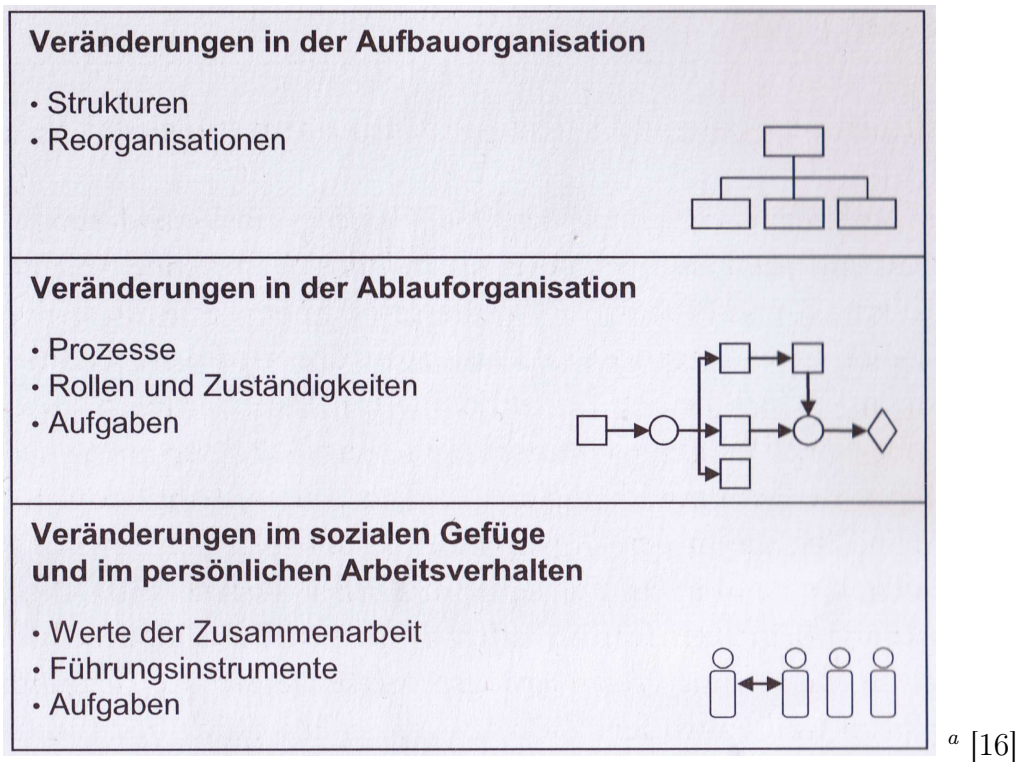 Veränderungen in der Aufbauorganisation
• Strukturen
• Reorganisationen
Veränderungen in der Ablauforganisation
• Prozesse
• Rollen und Zuständigkeiten
• Aufgaben
Veränderungen im sozialen Gefüge
und im persönlichen Arbeitsverhalten
• Werte der Zusammenarbeit
• Führungsinstrumente
• Aufgaben
a [16]